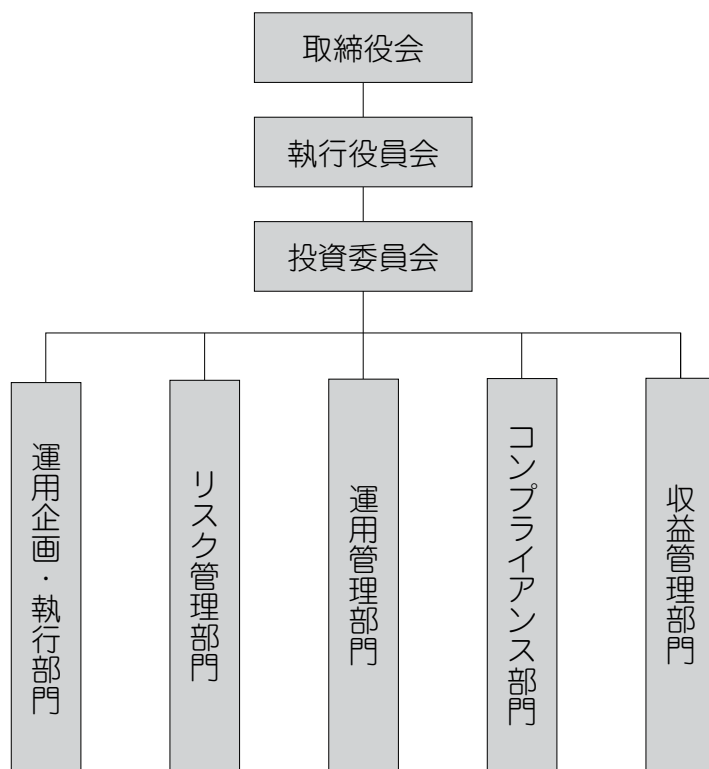 取締役会
執行役員会
投資委員会
運用企画・執行部門
リスク管理部門
運用管理部門
コンプライアンス部門
収益管理部門